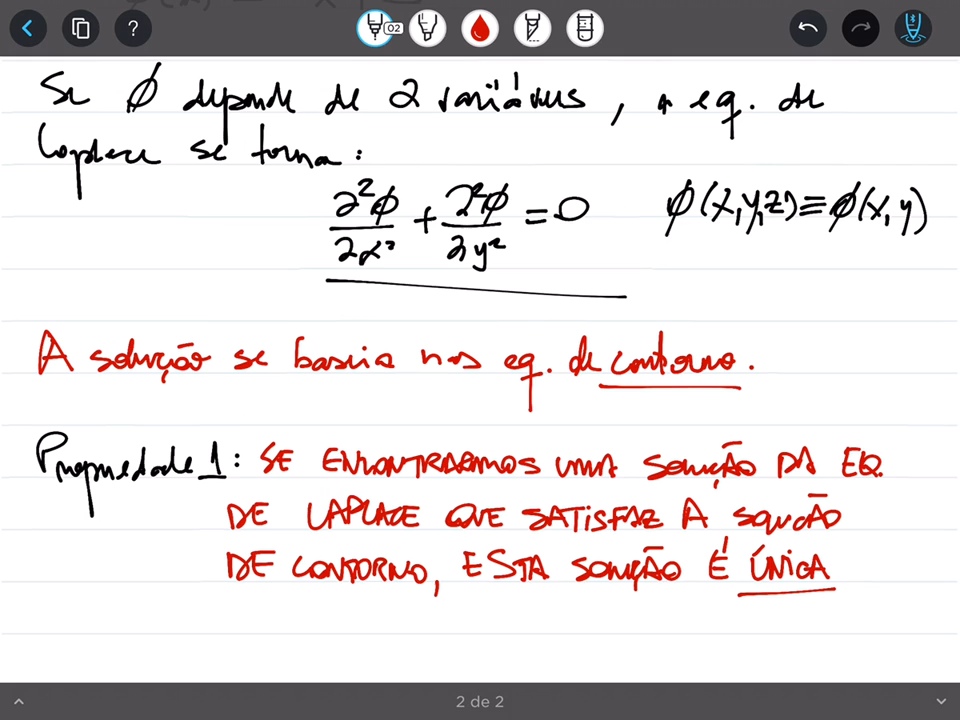 Se ϕ depende de 2 variáveis, a eq. de
Laplace se torna:
∂²ϕ/∂x² + ∂²ϕ/∂y² = 0 ϕ(x,y,z)≡ϕ(x,y)
A solução se baseia nas eq. de contorno.
Propriedade 1: SE ENCONTRARMOS UMA SOLUÇÃO DA EQ.
DE LAPLACE QUE SATISFAZ A SOLUÇÃO
DE CONTORNO, ESTA SOLUÇÃO É ÚNICA
2 de 2